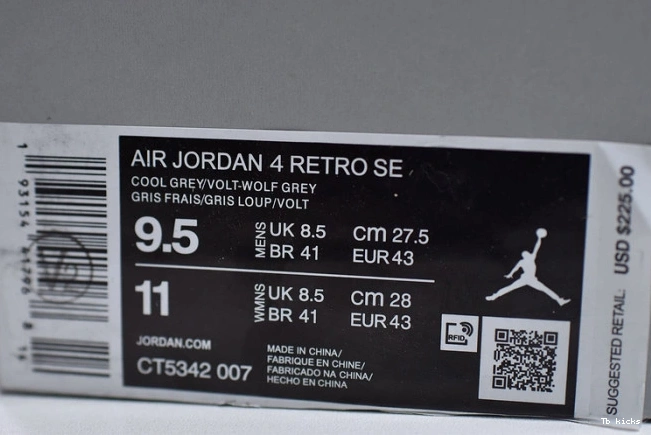 AIR JORDAN 4 RETRO SE
COOL GREY/VOLT-WOLF GREY
GRIS FRAIS/GRIS LOUP/VOLT
9.5
MENS
UK 8.5
cm 27.5
BR 41
EUR 43
11
WMNS
UK 8.5
cm 28
BR 41
EUR 43
JORDAN.COM
CT5342 007
MADE IN CHINA/
FABRIQUE EN CHINE/
FABRICADO NA CHINA/
HECHO EN CHINA
RFID
SUGGESTED RETAIL: USD $225.00
1 93154
Tb kicks